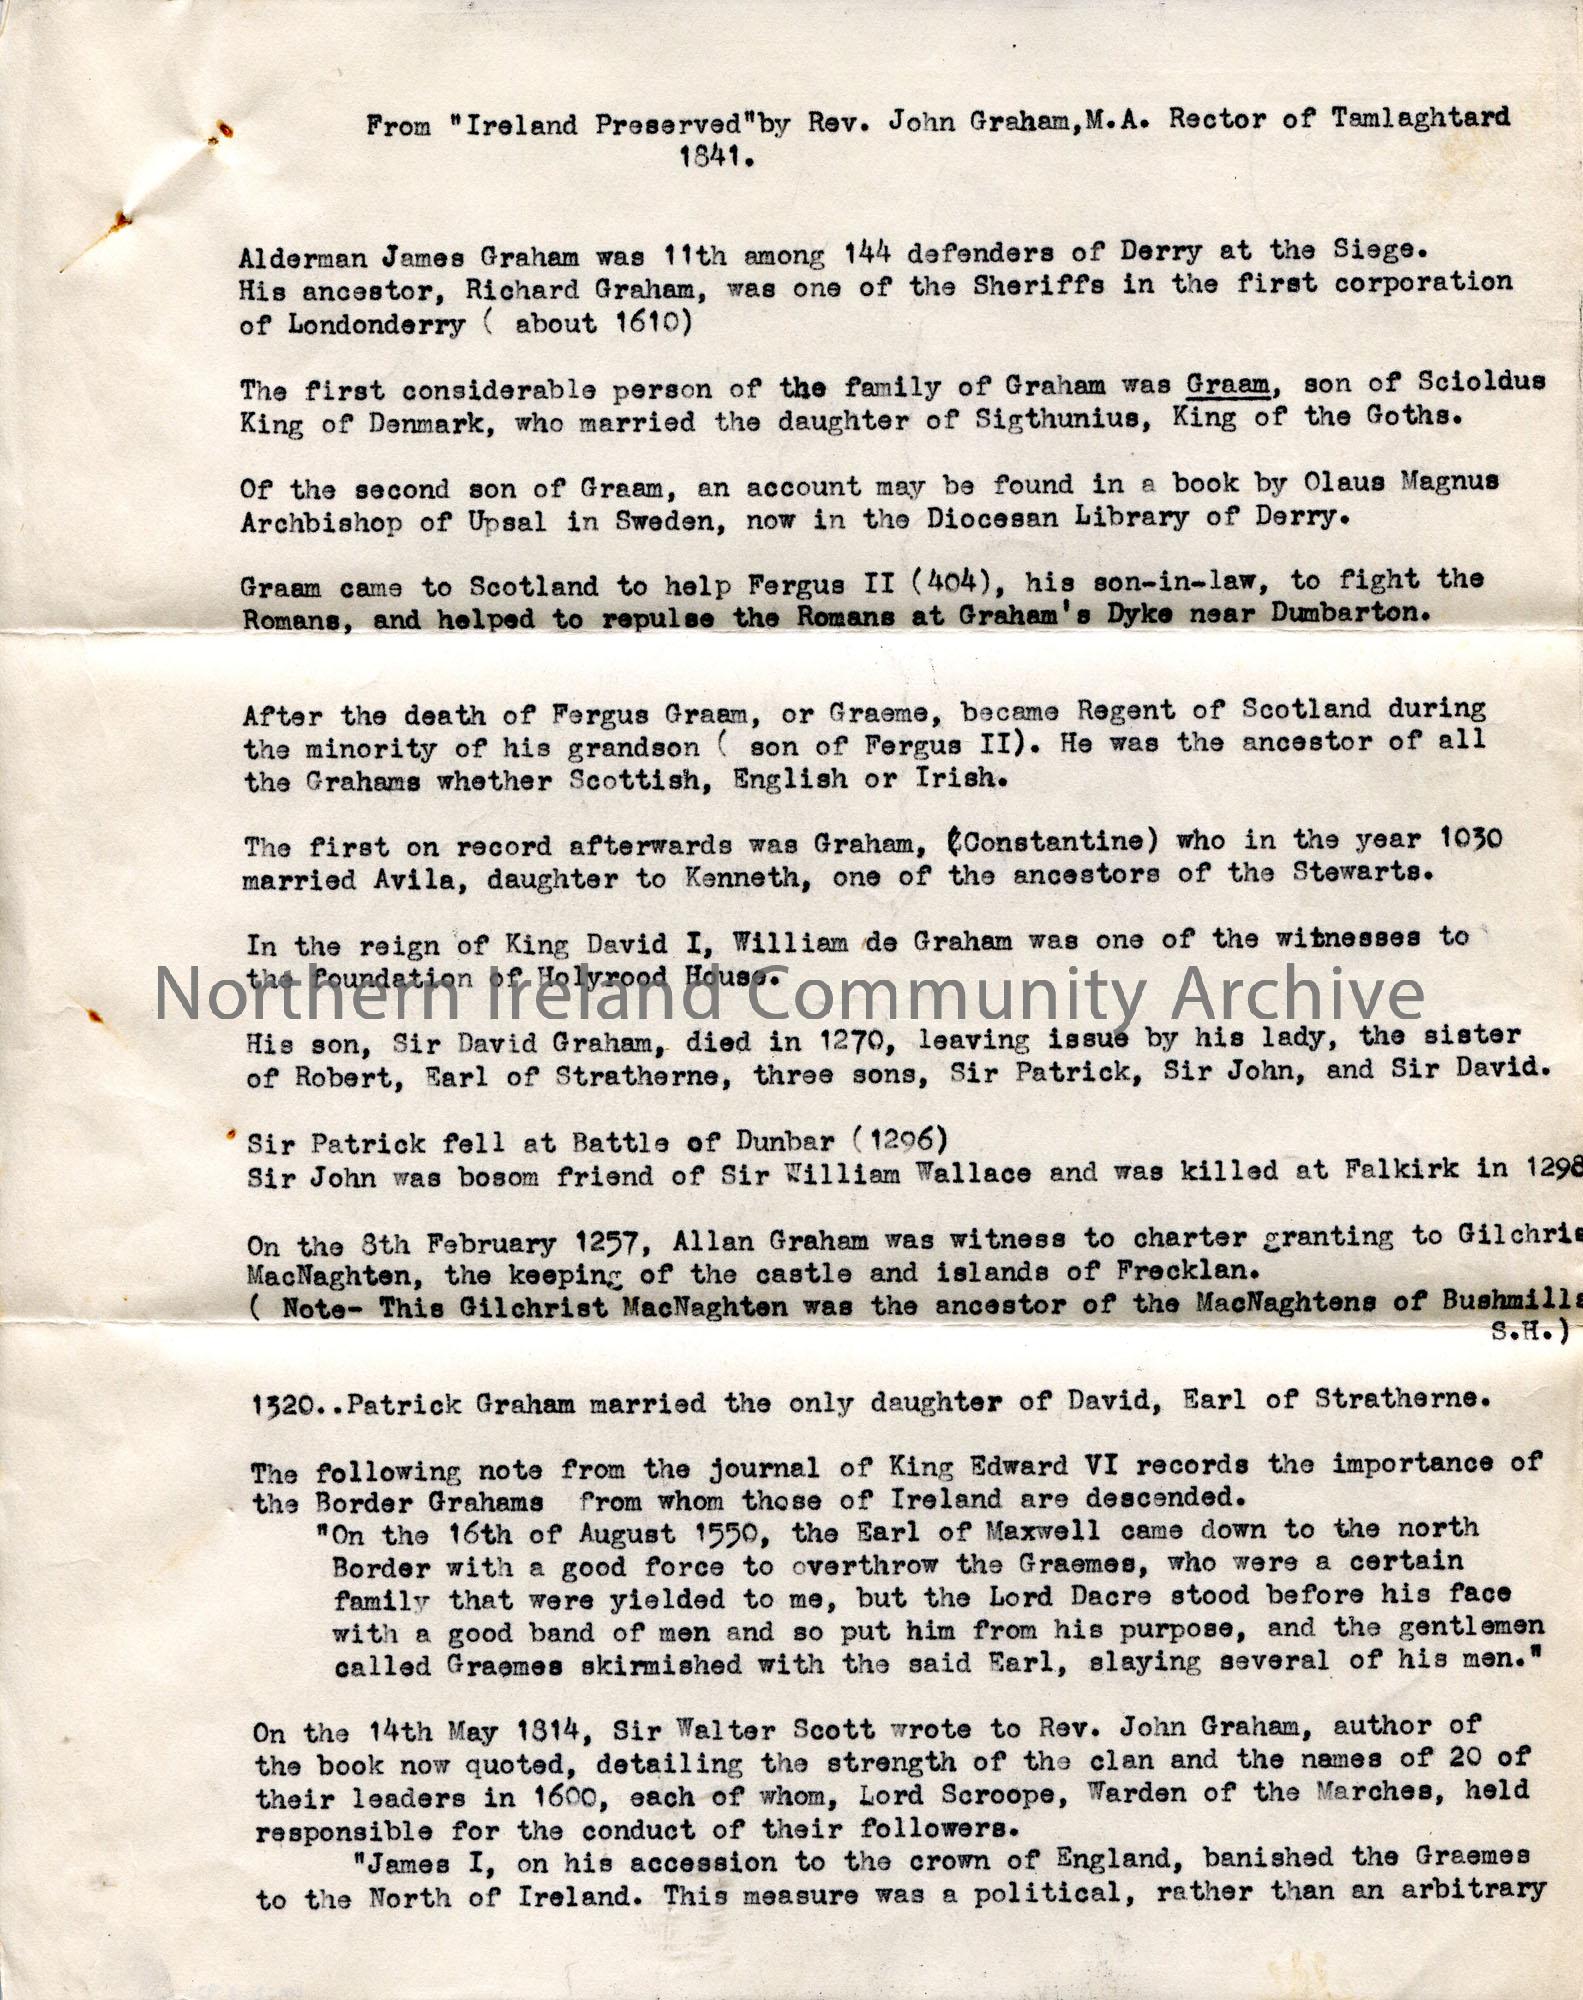 From "Ireland Preserved"by Rev. John Graham,M.A. Rector of Tamlaghtard
1841.
Alderman James Graham was 11th among 144 defenders of Derry at the Siege.
His ancestor, Richard Graham, was one of the Sheriffs in the first corporation
of Londonderry ( about 1610)
The first considerable person of the family of Graham was Graam, son of Scioldus
King of Denmark, who married the daughter of Sigthunius, King of the Goths.
Of the second son of Graam, an account may be found in a book by Olaus Magnus
Archbishop of Upsal in Sweden, now in the Diocesan Library of Derry.
Graam came to Scotland to help Fergus II (404), his son-in-law, to fight the
Romans, and helped to repulse the Romans at Graham's Dyke near Dumbarton.
After the death of Fergus Graam, or Graeme, became Regent of Scotland during
the minority of his grandson ( son of Fergus II). He was the ancestor of all
the Grahams whether Scottish, English or Irish.
The first on record afterwards was Graham, (Constantine) who in the year 1030
married Avila, daughter to Kenneth, one of the ancestors of the Stewarts.
In the reign of King David I, William de Graham was one of the witnesses to
the foundation of Holyrood House.
Northern Ireland Community Archive
His son, Sir David Graham, died in 1270, leaving issue by his lady, the sister
of Robert, Earl of Stratherne, three sons, Sir Patrick, Sir John, and Sir David.
Sir Patrick fell at Battle of Dunbar (1296)
Sir John was bosom friend of Sir William Wallace and was killed at Falkirk in 1298
On the 8th February 1257, Allan Graham was witness to charter granting to Gilchris
MacNaghten, the keeping of the castle and islands of Frecklan.
( Note- This Gilchrist MacNaghten was the ancestor of the MacNaghtens of Bushmills
S.H.)
1320..Patrick Graham married the only daughter of David, Earl of Stratherne.
The following note from the journal of King Edward VI records the importance of
the Border Grahams from whom those of Ireland are descended.
"On the 16th of August 1550, the Earl of Maxwell came down to the north
Border with a good force to overthrow the Graemes, who were a certain
family that were yielded to me, but the Lord Dacre stood before his face
with a good band of men and so put him from his purpose, and the gentlemen
called Graemes skirmished with the said Earl, slaying several of his men."
On the 14th May 1814, Sir Walter Scott wrote to Rev. John Graham, author of
the book now quoted, detailing the strength of the clan and the names of 20 of
their leaders in 1600, each of whom, Lord Scroope, Warden of the Marches, held
responsible for the conduct of their followers.
"James I, on his accession to the crown of England, banished the Graemes
to the North of Ireland. This measure was a political, rather than an arbitrary